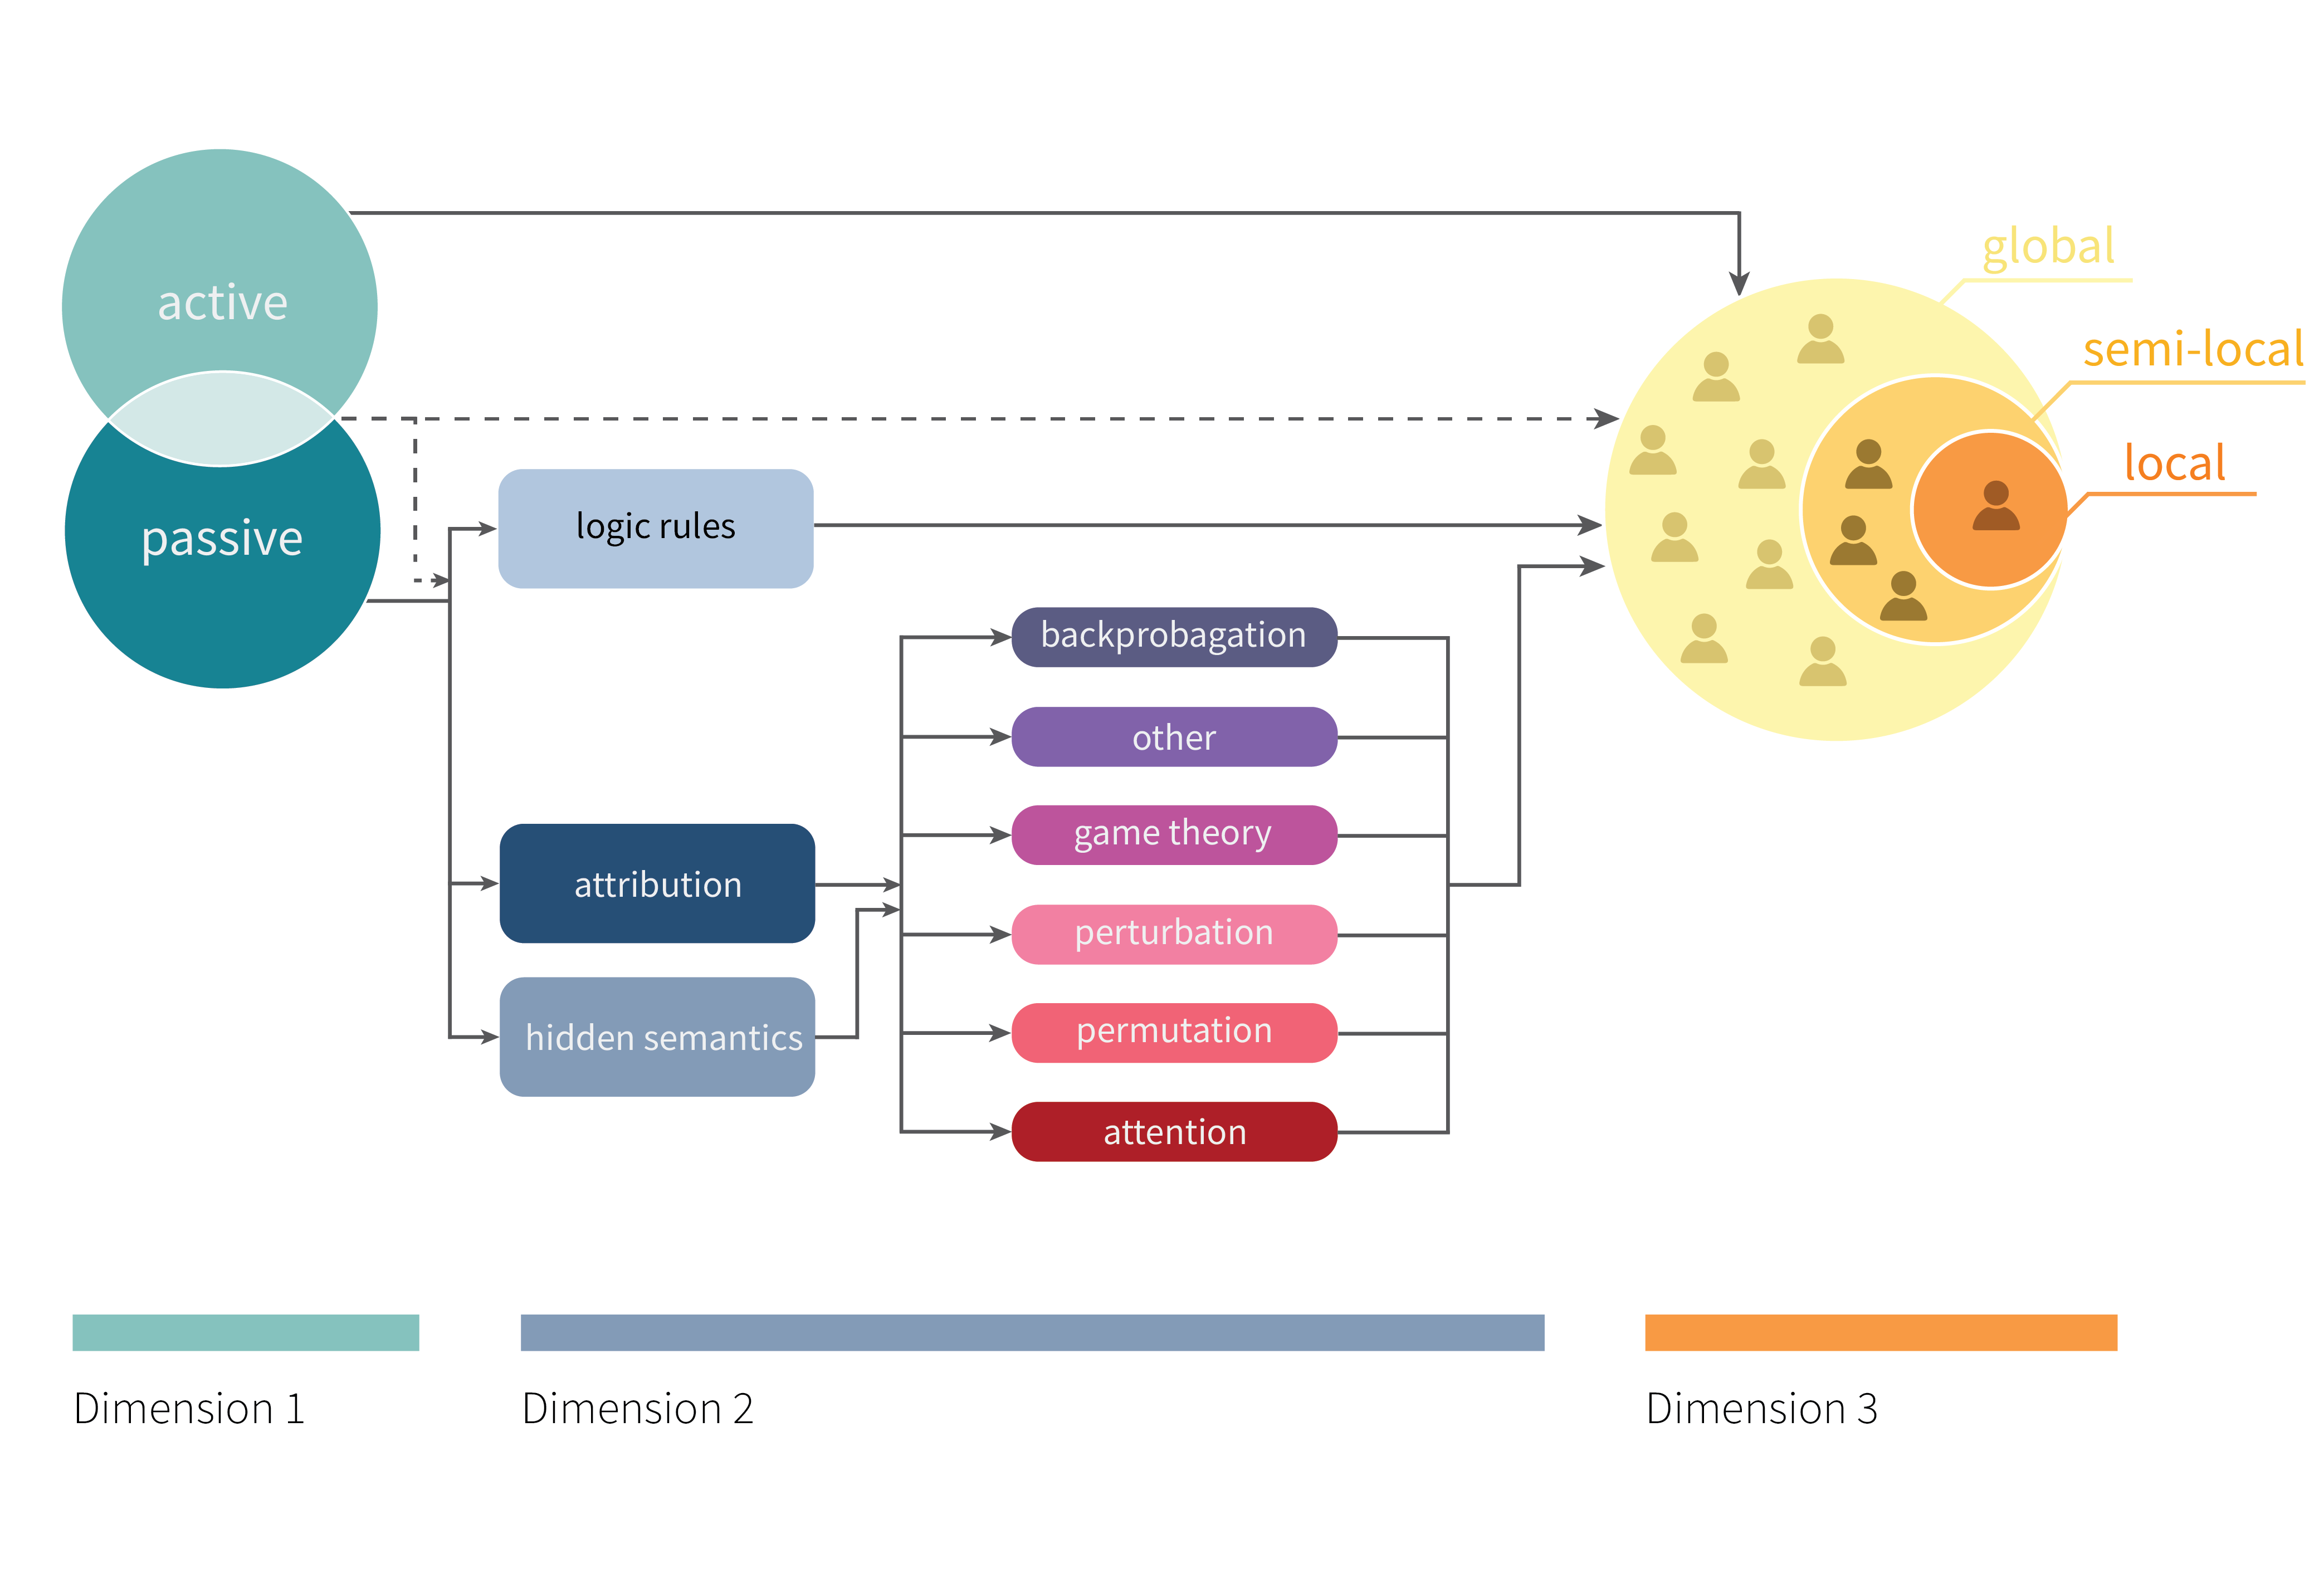 active
passive
logic rules
attribution
hidden semantics
backprobagation
other
game theory
perturbation
permutation
attention
global
semi-local
local
Dimension 1
Dimension 2
Dimension 3